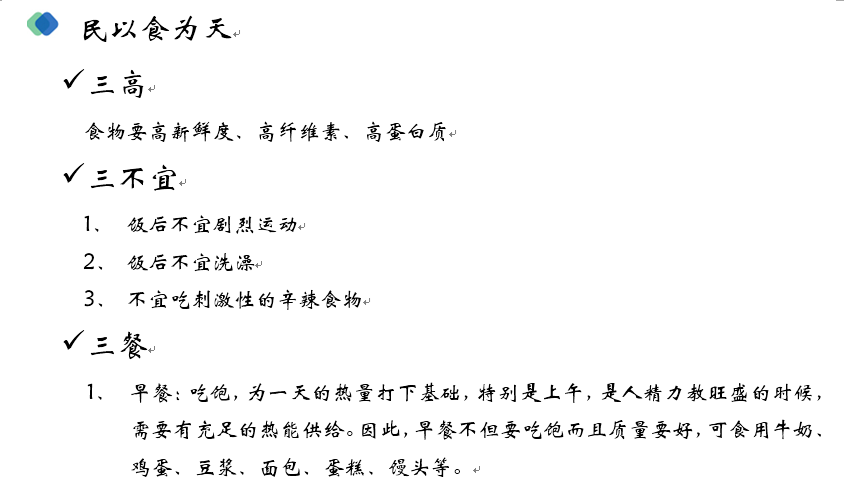 民以食为天
三高
食物要高新鲜度、高纤维素、高蛋白质
三不宜
1、 饭后不宜剧烈运动
2、 饭后不宜洗澡
3、 不宜吃刺激性的辛辣食物
三餐
1、 早餐：吃饱，为一天的热量打下基础，特别是上午，是人精力教旺盛的时候，
需要有充足的热能供给。因此，早餐不但要吃饱而且质量要好，可食用牛奶、
鸡蛋、豆浆、面包、蛋糕、馒头等。